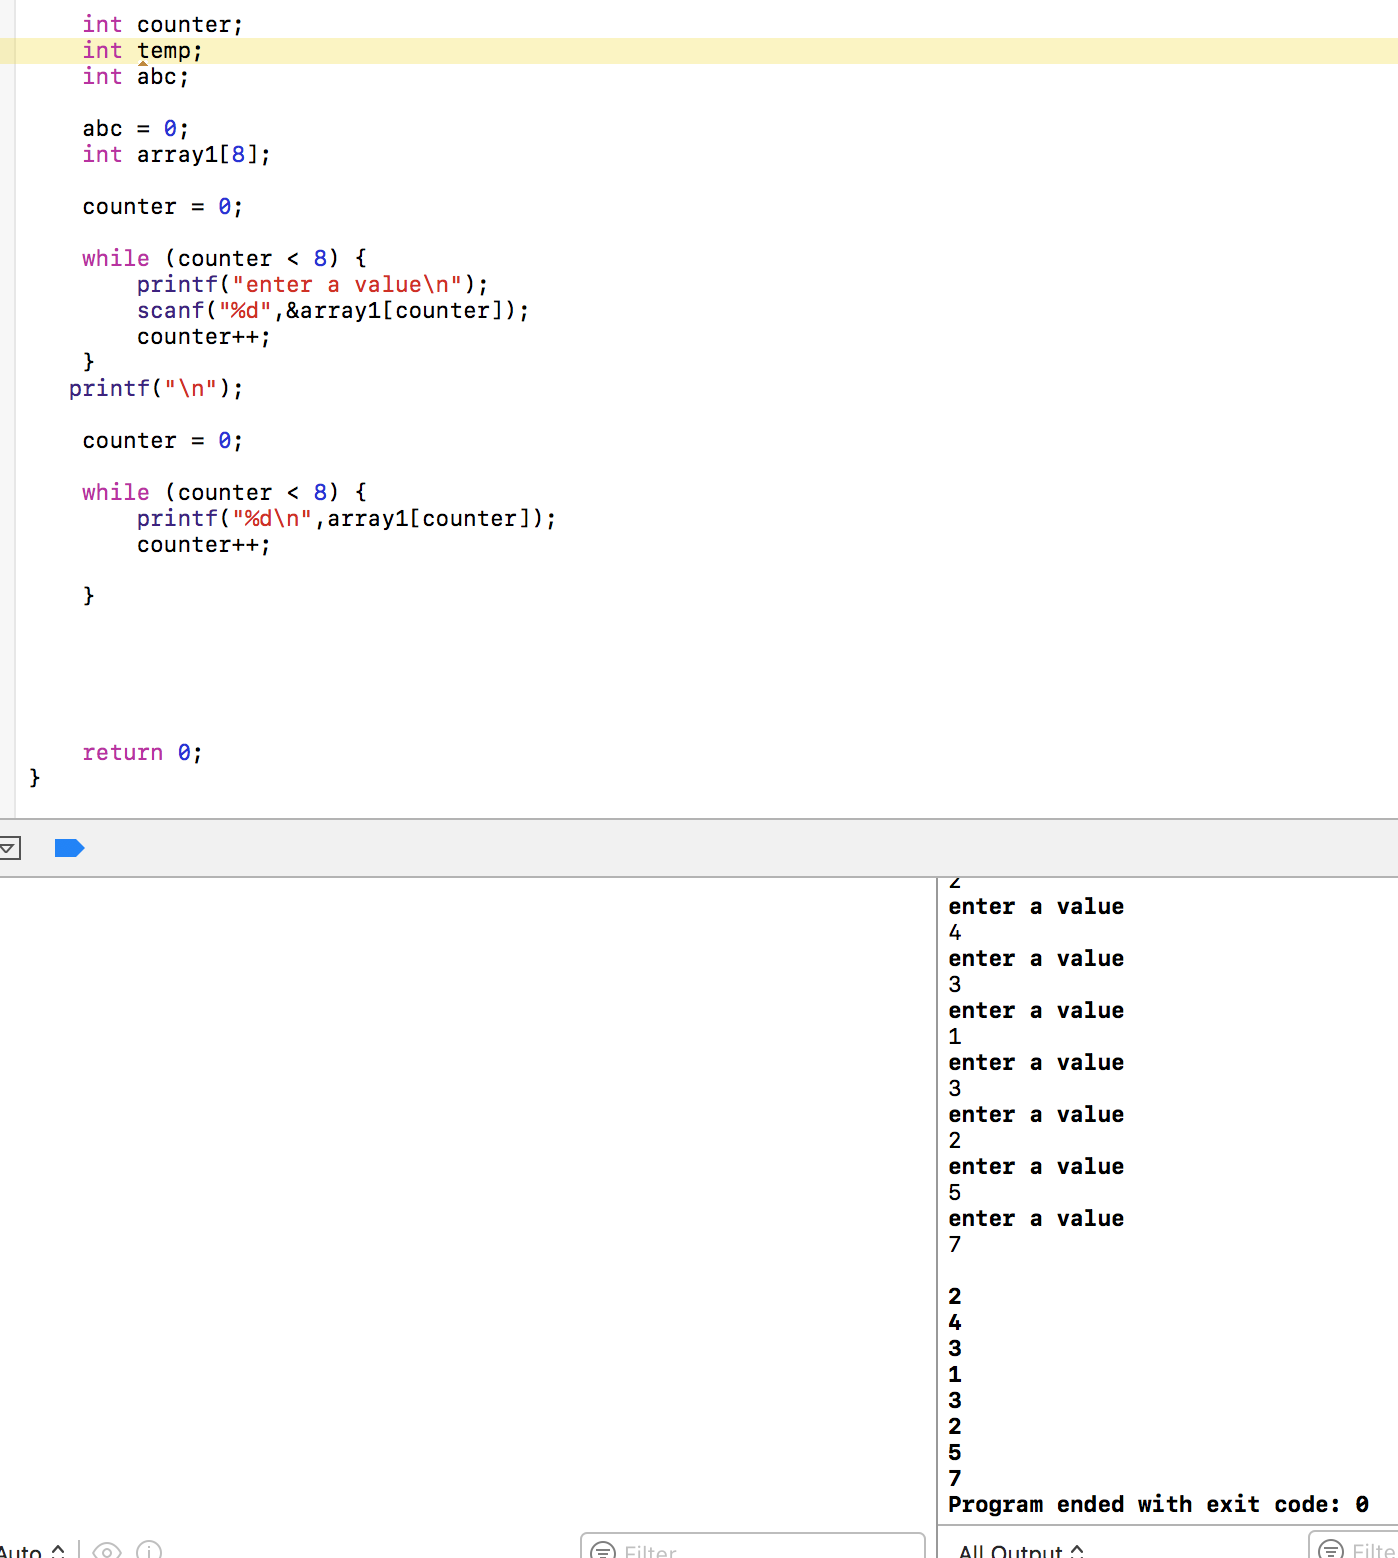 int counter;
int temp;
int abc;
abc = 0;
int array1[8];
counter = 0;
while (counter < 8) {
printf("enter a value\n");
scanf("%d",&array1[counter]);
counter++;
}
printf("\n");
counter = 0;
while (counter < 8) {
printf("%d\n",array1[counter]);
counter++;
}
return 0;
}
2
enter a value
4
enter a value
3
enter a value
1
enter a value
3
enter a value
2
enter a value
5
enter a value
7
2
4
3
1
3
2
5
7
Program ended with exit code: 0
Auto
Filter
All Output
Filte